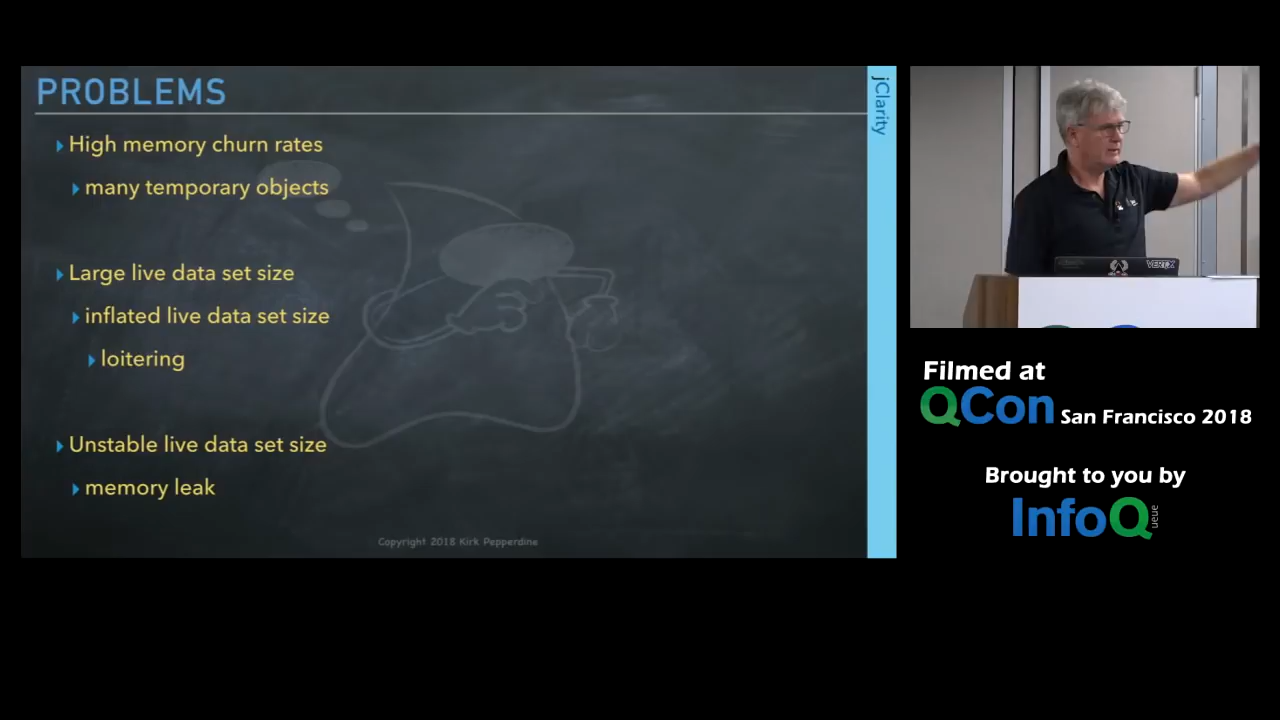 PROBLEMS
High memory churn rates
many temporary objects
Large live data set size
inflated live data set size
loitering
Unstable live data set size
memory leak
Copyright 2018 Kirk Pepperdine
jClarity
VERT.X
Filmed at
QCon San Francisco 2018
Brought to you by
InfoQ
ueue